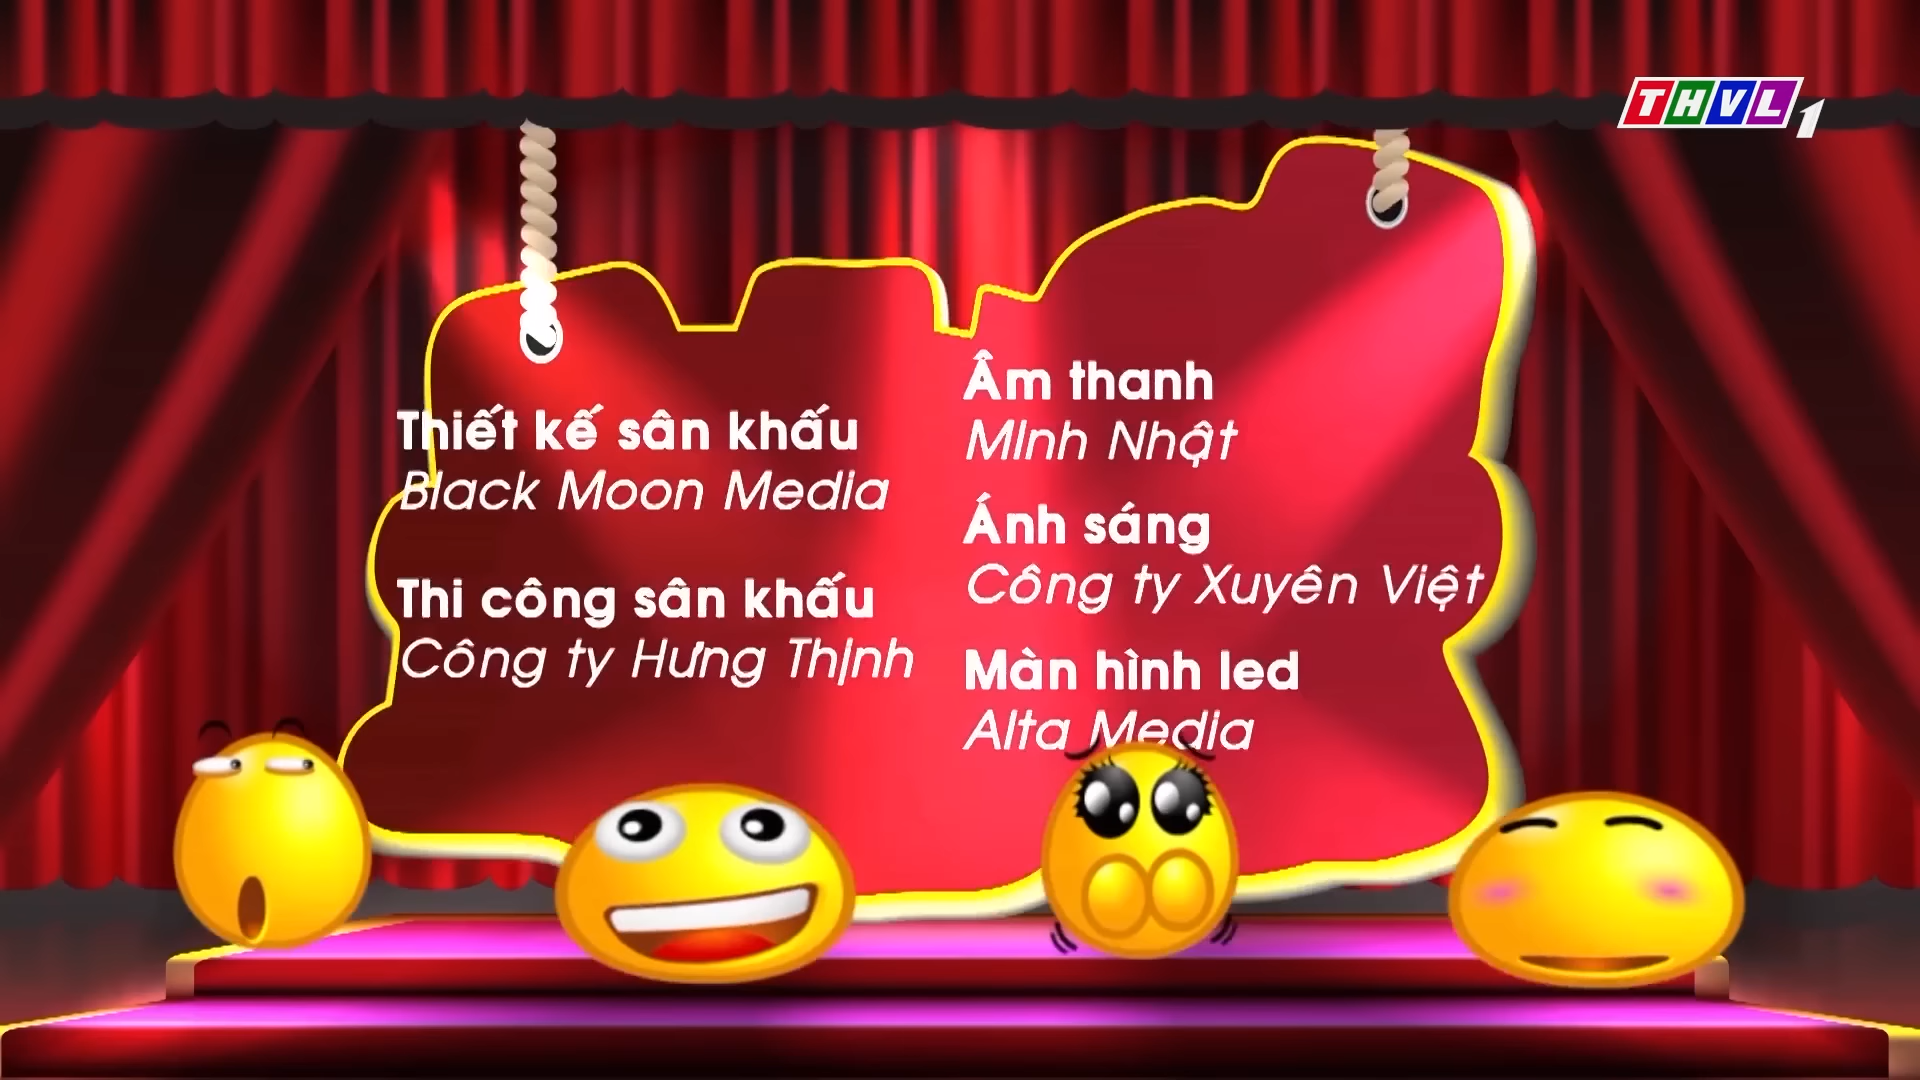 THVL1
Thiết kế sân khấu
Black Moon Media
Thi công sân khấu
Công ty Hưng Thịnh
Âm thanh
MInh Nhật
Ánh sáng
Công ty Xuyên Việt
Màn hình led
Alta Media